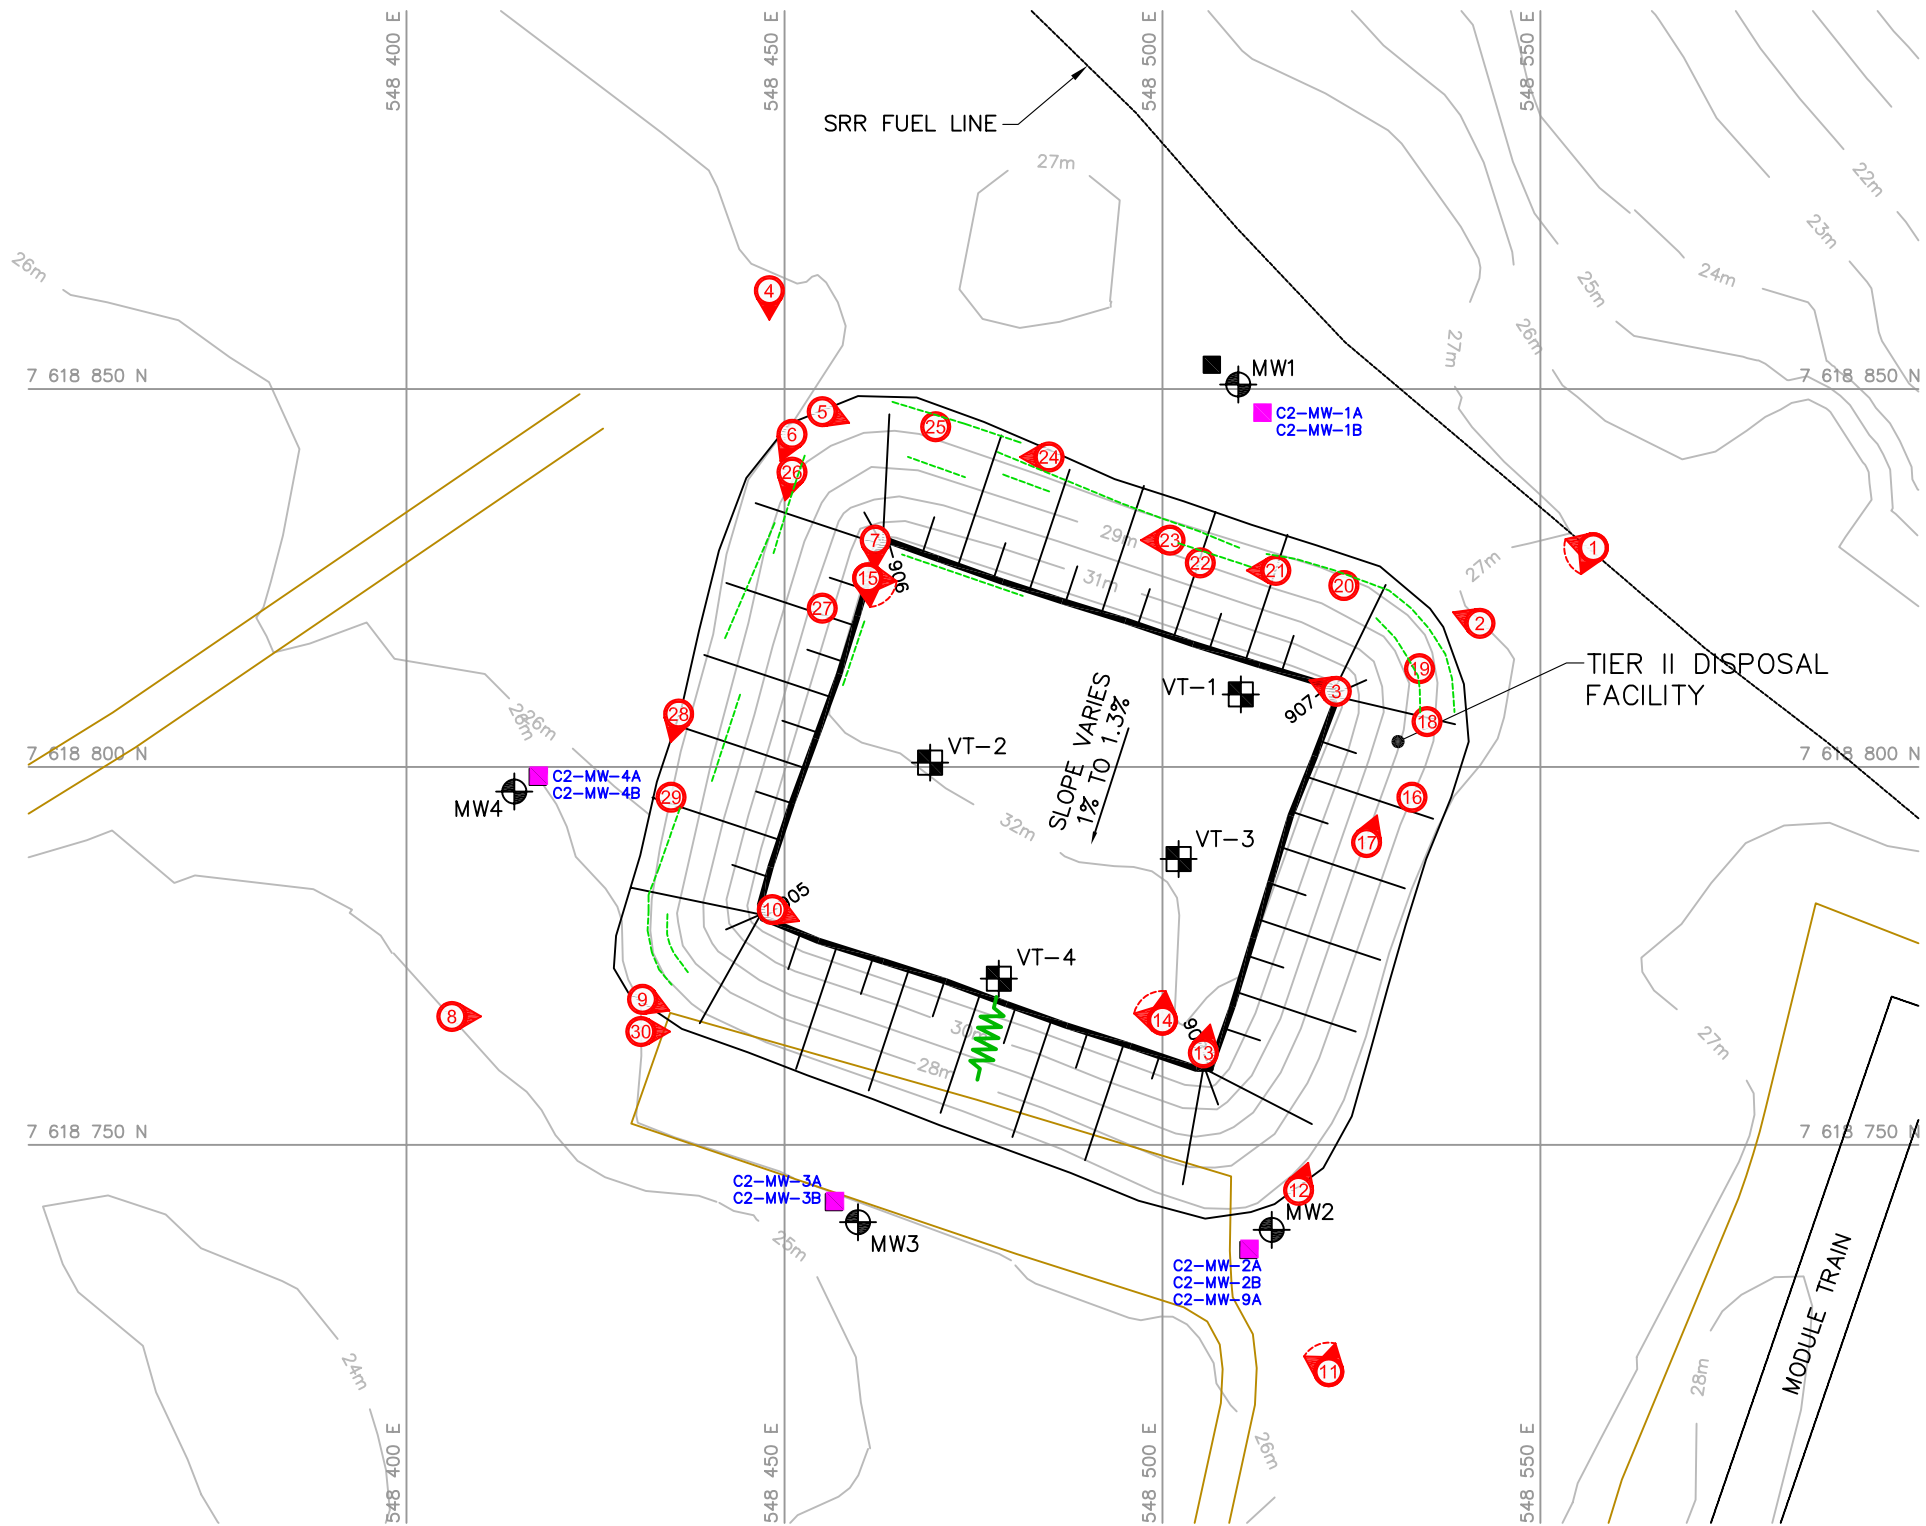 548 400 E
548 450 E
548 500 E
548 550 E
SRR FUEL LINE
27m
22m
23m
24m
25m
26m
27m
26m
4
7 618 850 N
7 618 850 N
MW1
C2-MW-1A
C2-MW-1B
5
6
25
24
26
29m
31m
7
906
15
27
23
22
21
20
27m
1
2
19
TIER II DISPOSAL
FACILITY
3
907
18
VT-1
SLOPE VARIES
1% TO 1.3%
28
26m
26m
VT-2
7 618 800 N
7 618 800 N
C2-MW-4A
C2-MW-4B
MW4
29
16
17
32m
VT-3
10
905
VT-4
9
8
30
30m
28m
14
90
13
27m
7 618 750 N
7 618 750 N
C2-MW-3A
C2-MW-3B
MW3
25m
12
MW2
C2-MW-2A
C2-MW-2B
C2-MW-9A
MODULE TRAIN
24m
11
28m
26m
548 400 E
548 450 E
548 500 E
548 550 E